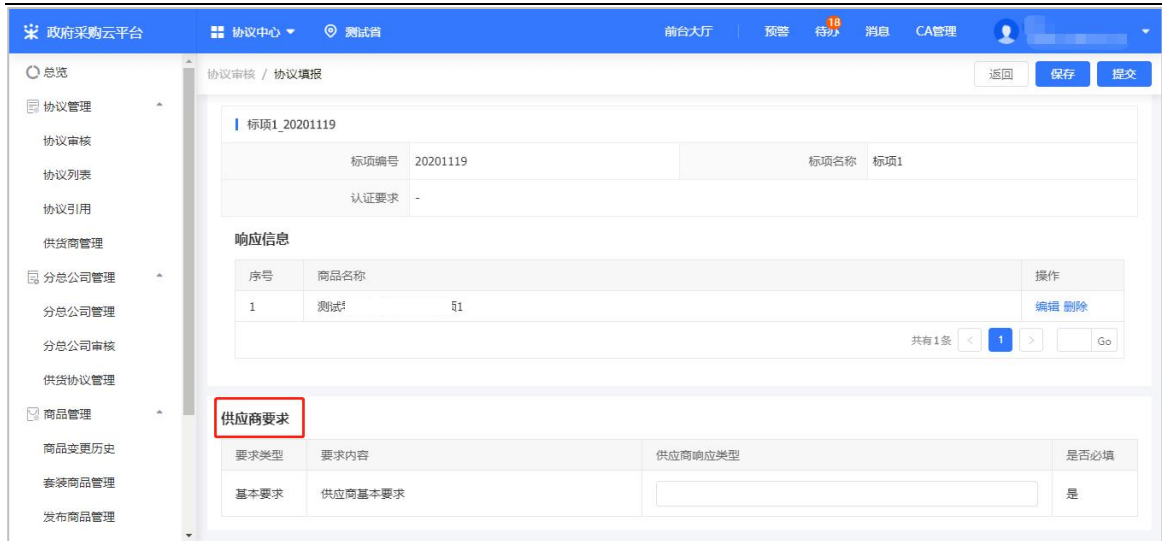 政府采购云平台 协议中心 测试省 前台大厅 预警 待办 18 消息 CA管理
总览
协议管理
协议审核
协议列表
协议引用
供货商管理
分总公司管理
分总公司管理
分总公司审核
供货协议管理
商品管理
商品变更历史
套装商品管理
发布商品管理
协议审核 / 协议填报 返回 保存 提交
标项1_20201119
标项编号 20201119 标项名称 标项1
认证要求 -
响应信息
序号 商品名称 操作
1 测试 1 编辑 删除
共有1条 < 1 > Go
供应商要求
要求类型 要求内容 供应商响应类型 是否必填
基本要求 供应商基本要求 是